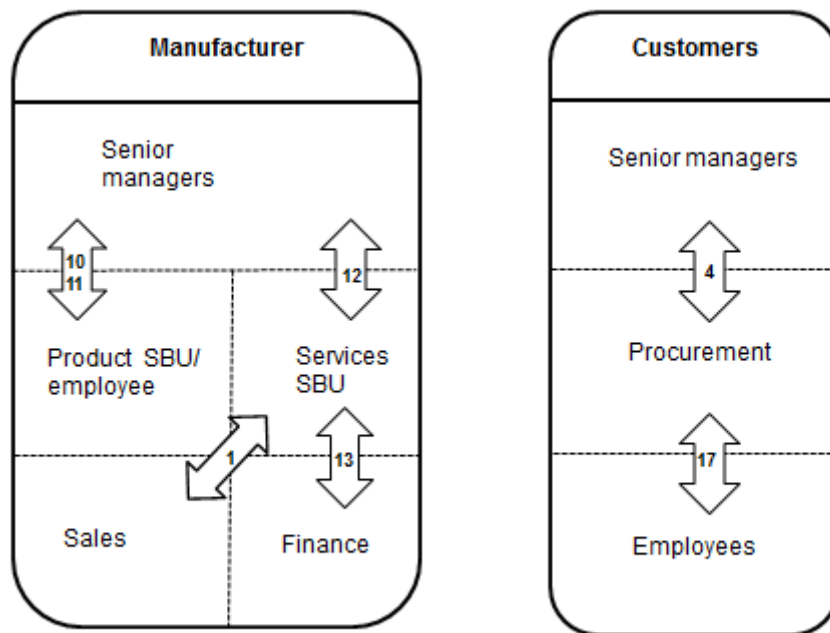 Manufacturer
Senior
managers
10
11
12
Product SBU/
employee
Services
SBU
1
13
Sales
Finance
Customers
Senior managers
4
Procurement
17
Employees